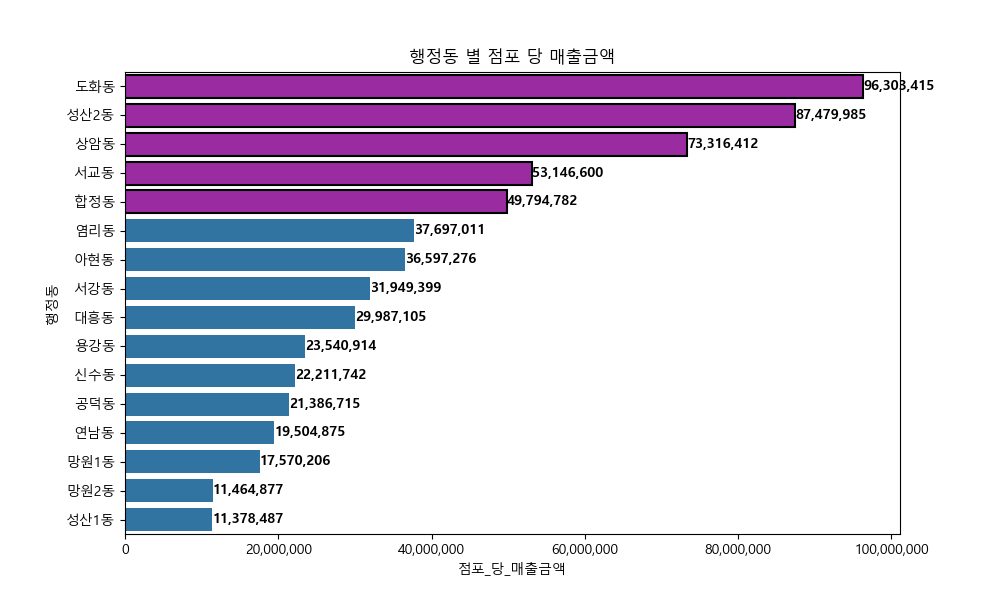 행정동 별 점포 당 매출금액
도화동 96,303,415
성산2동 87,479,985
상암동 73,316,412
서교동 53,146,600
합정동 49,794,782
염리동 37,697,011
아현동 36,597,276
서강동 31,949,399
대흥동 29,987,105
용강동 23,540,914
신수동 22,211,742
공덕동 21,386,715
연남동 19,504,875
망원1동 17,570,206
망원2동 11,464,877
성산1동 11,378,487
행정동
0 20,000,000 40,000,000 60,000,000 80,000,000 100,000,000
점포_당_매출금액